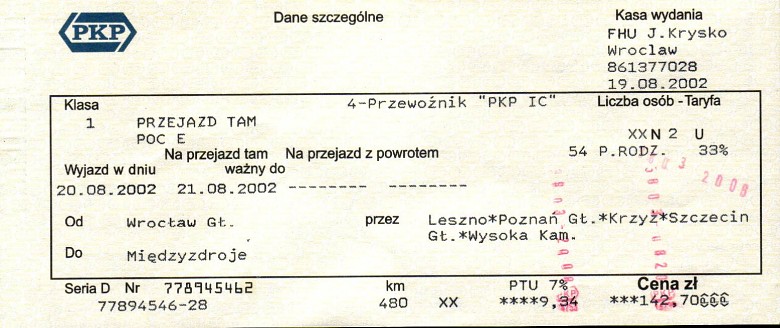 PKP
Dane szczególne
Kasa wydania
FHU J.Krysko
Wroclaw
861377028
19.08.2002
Klasa
4-Przewoźnik "PKP IC"
Liczba osób - Taryfa
1 PRZEJAZD TAM
POC E
XXN 2 U
54 P.RODZ. 33%
Na przejazd tam Na przejazd z powrotem
Wyjazd w dniu ważny do
20.08.2002 21.08.2002 -------- --------
Od Wrocław Gł. przez Leszno*Poznań Gł.*Krzyż*Szczecin
Gł.*Wysoka Kam.
Do Międzyzdroje
Seria D Nr 778945462 km PTU 7% Cena zł
77894546-28 480 XX ****9,34 ***142,70€€€